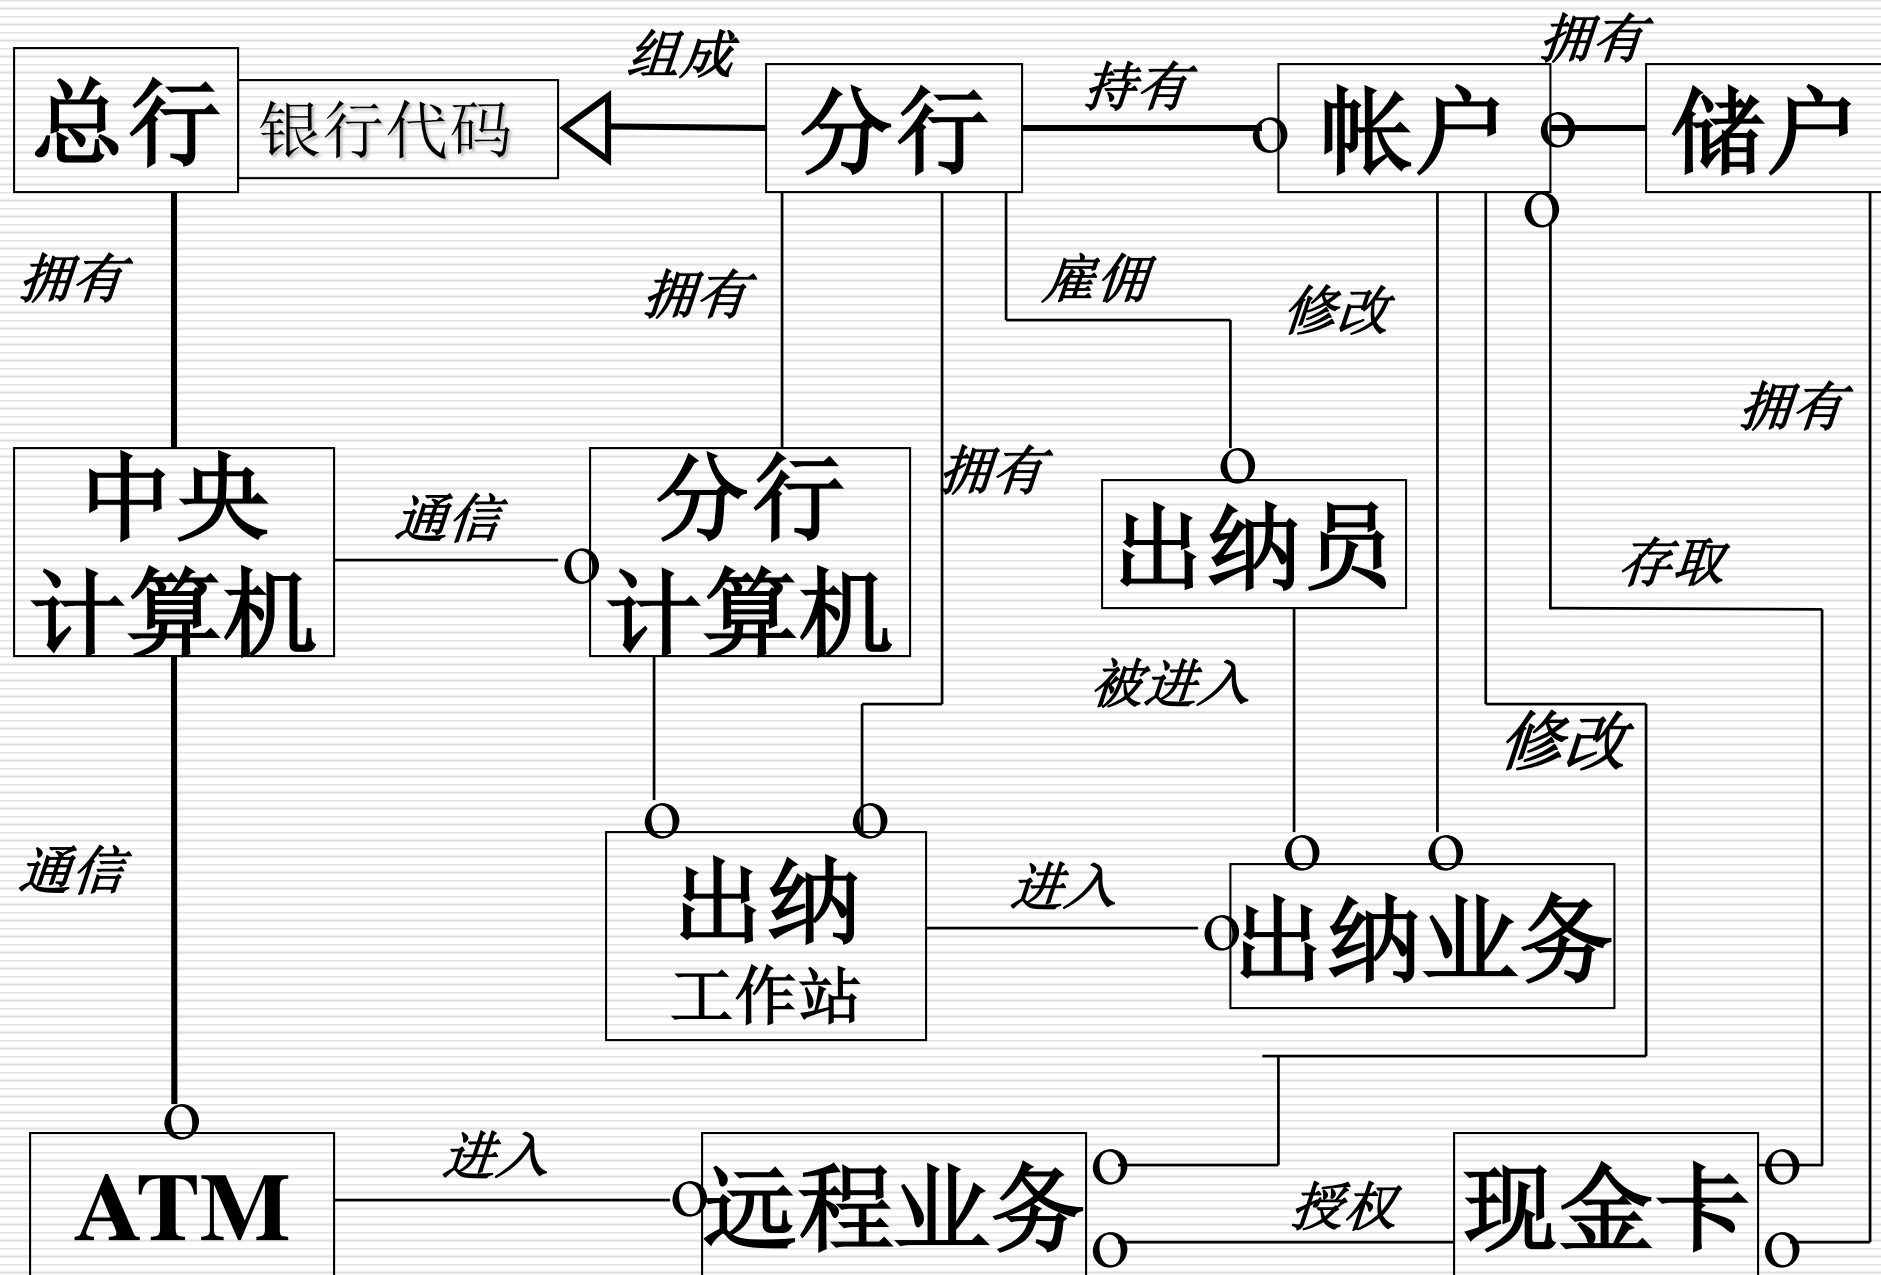 组成
拥有
总行
银行代码
分行
持有
帐户
储户
拥有
拥有
雇佣
修改
拥有
中央
计算机
通信
分行
计算机
拥有
出纳员
存取
被进入
修改
通信
出纳
工作站
进入
出纳业务
ATM
进入
远程业务
授权
现金卡